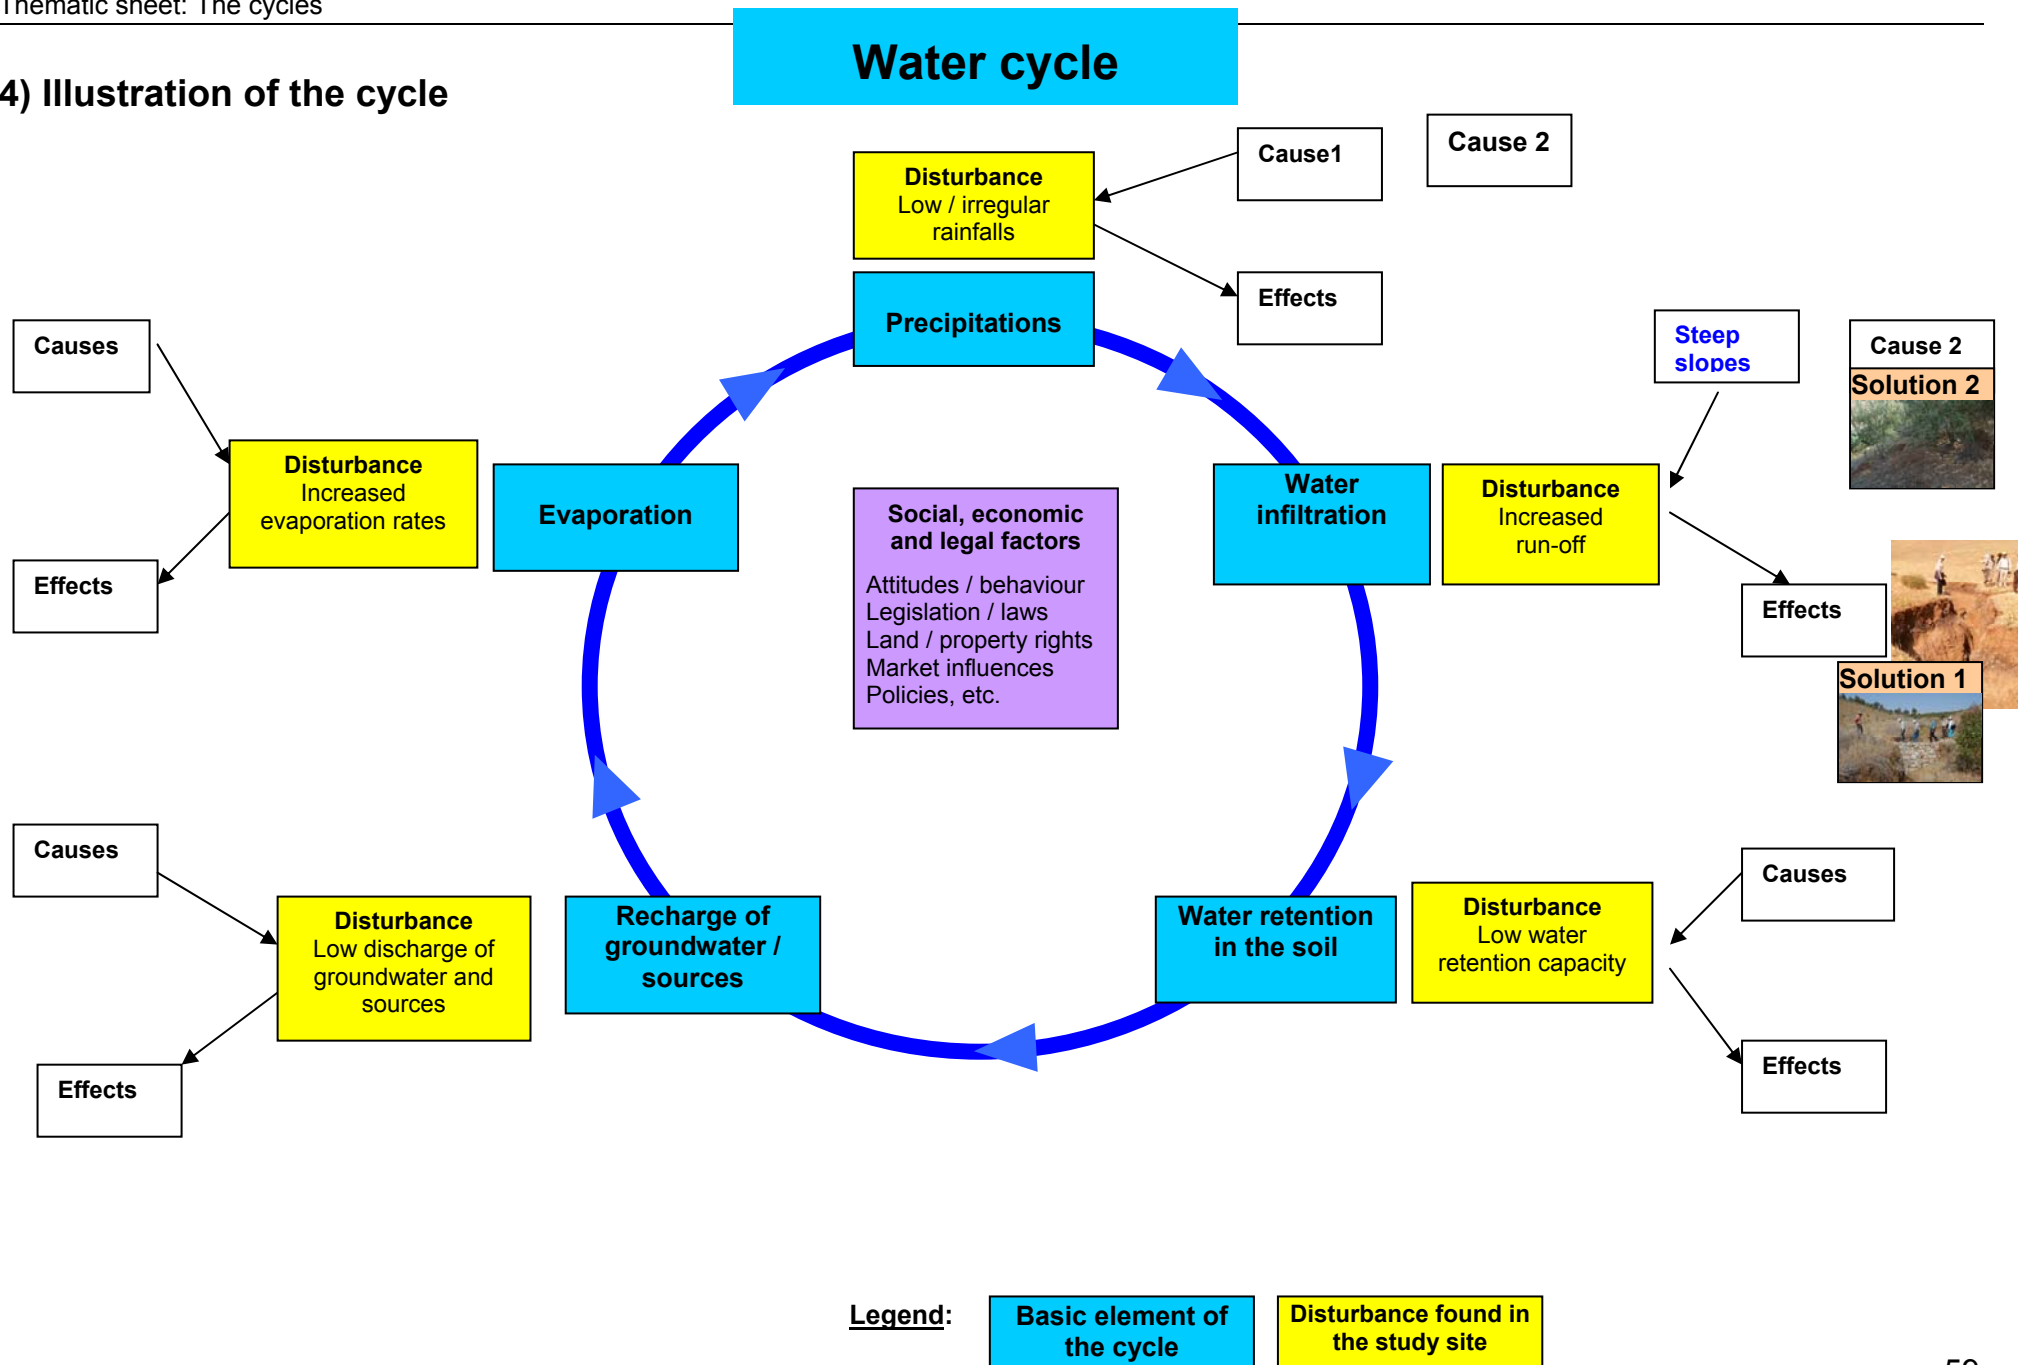 Thematic sheet: The cycles
Water cycle
4) Illustration of the cycle
Cause1
Cause 2
Disturbance
Low / irregular
rainfalls
Effects
Precipitations
Causes
Steep
slopes
Cause 2
Solution 2
Disturbance
Increased
evaporation rates
Evaporation
Social, economic
and legal factors
Attitudes / behaviour
Legislation / laws
Land / property rights
Market influences
Policies, etc.
Water
infiltration
Disturbance
Increased
run-off
Effects
Effects
Solution 1
Causes
Disturbance
Low discharge of
groundwater and
sources
Recharge of
groundwater /
sources
Water retention
in the soil
Disturbance
Low water
retention capacity
Causes
Effects
Effects
Legend:
Basic element of
the cycle
Disturbance found in
the study site